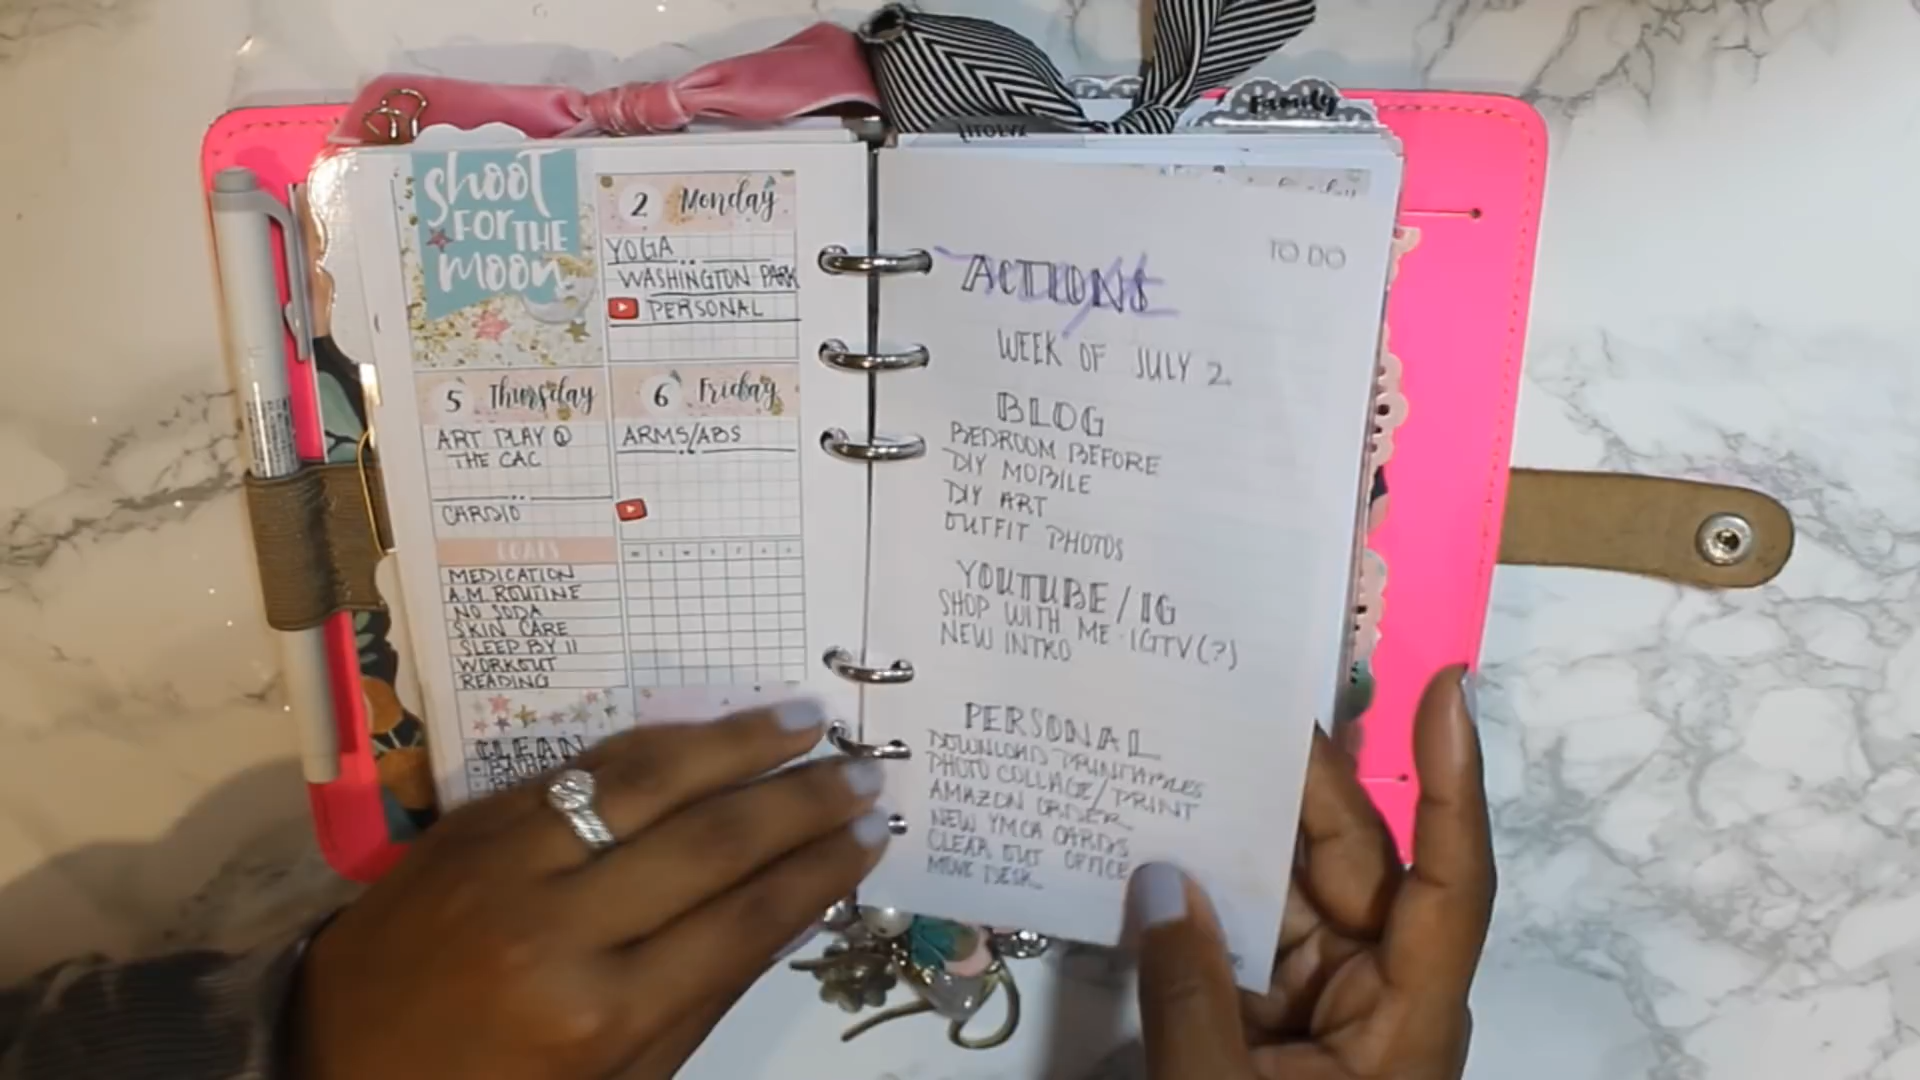 shoot
FOR THE
moon
2 Monday
YOGA
WASHINGTON PARK
PERSONAL
5 Thursday
ART PLAY @
THE CAC
CARDIO
6 Friday
ARMS/ABS
GOALS
MEDICATION
A.M. ROUTINE
NO SODA
SKIN CARE
SLEEP BY 11
WORKOUT
READING
CLEAN
Family
TO DO
ACTIONS
WEEK OF JULY 2
BLOG
BEDROOM BEFORE
DIY MOBILE
DIY ART
OUTFIT PHOTOS
YOUTUBE/IG
SHOP WITH ME - IGTV (?)
NEW INTRO
PERSONAL
DOWNLOAD PRINTABLES
PHOTO COLLAGE/PRINT
AMAZON ORDER
NEW YMCA CARDS
CLEAR OUT OFFICE
MOVE DESK